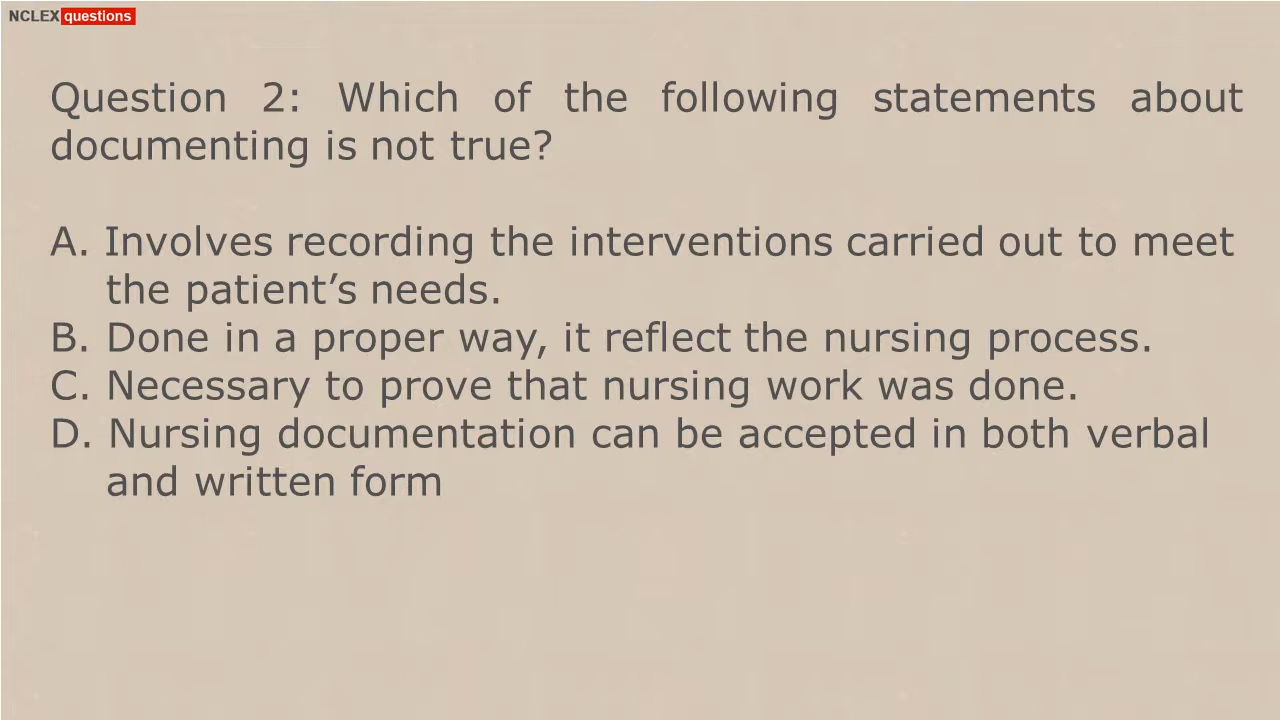 NCLEX questions
Question 2: Which of the following statements about
documenting is not true?
A. Involves recording the interventions carried out to meet
the patient’s needs.
B. Done in a proper way, it reflect the nursing process.
C. Necessary to prove that nursing work was done.
D. Nursing documentation can be accepted in both verbal
and written form